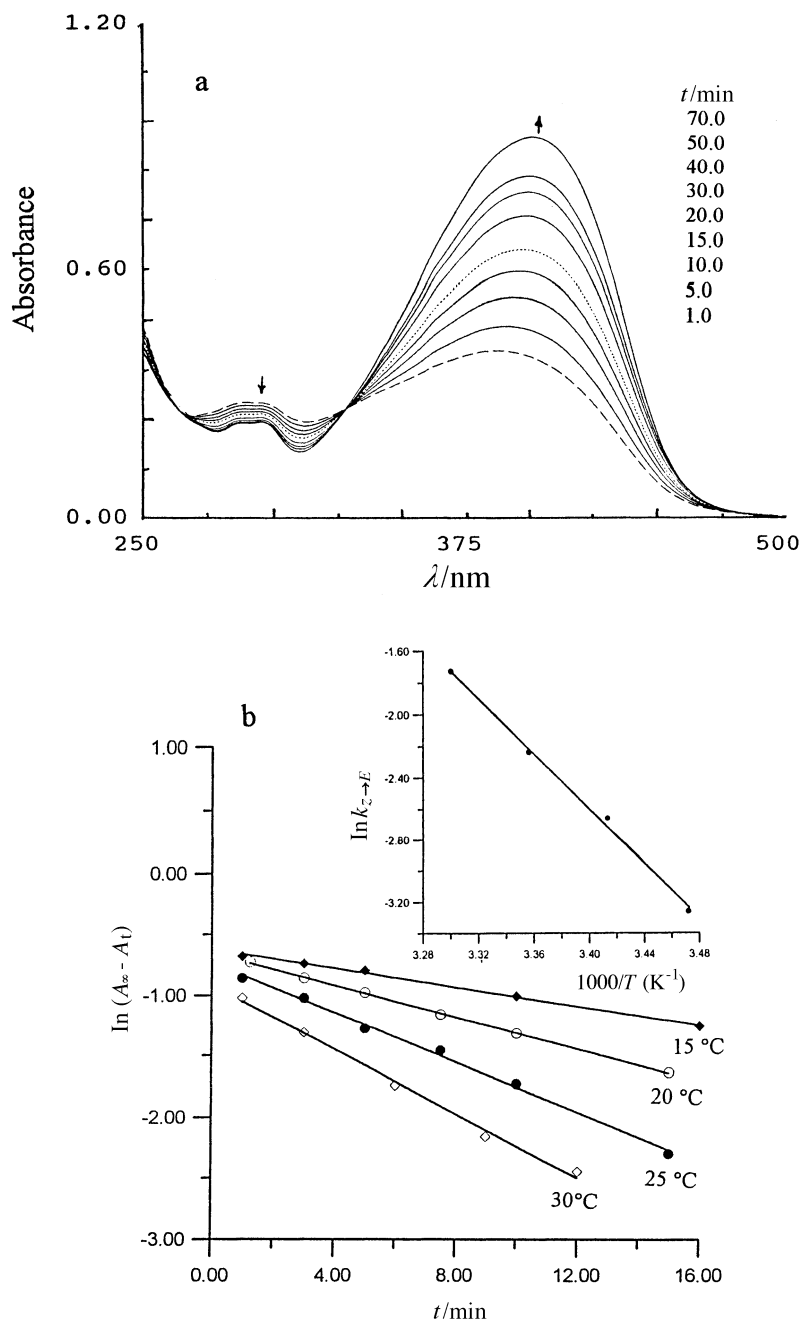 1.20
a
t/min
70.0
50.0
40.0
30.0
20.0
15.0
10.0
5.0
1.0
Absorbance
0.60
0.00
250
375
500
λ/nm
b
-1.60
-2.00
-2.40
-2.80
-3.20
ln k Z→E
3.28
3.32
3.36
3.40
3.44
3.48
1000/T (K⁻¹)
1.00
0.00
-1.00
-2.00
-3.00
ln (A∞ - At)
15 °C
20 °C
25 °C
30°C
0.00
4.00
8.00
12.00
16.00
t/min